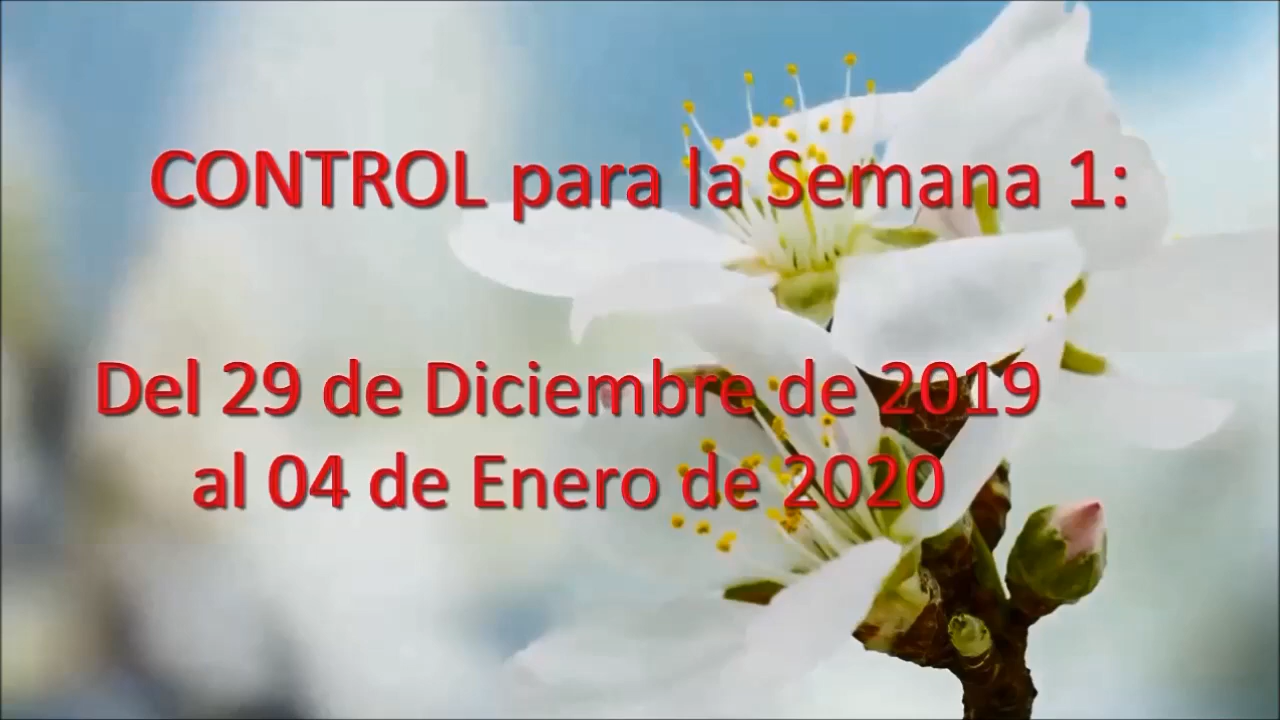 CONTROL para la Semana 1:
Del 29 de Diciembre de 2019
al 04 de Enero de 2020